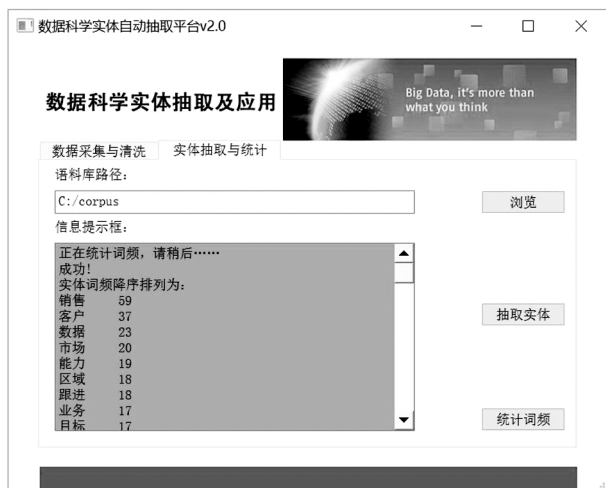 数据科学实体自动抽取平台v2.0
数据科学实体抽取及应用
Big Data, it's more than
what you think
数据采集与清洗
实体抽取与统计
语料库路径:
C:/corpus
浏览
信息提示框:
正在统计词频，请稍后……
成功!
实体词频降序排列为:
销售 59
客户 37
数据 23
市场 20
能力 19
区域 18
跟进 18
业务 17
目标 17
抽取实体
统计词频